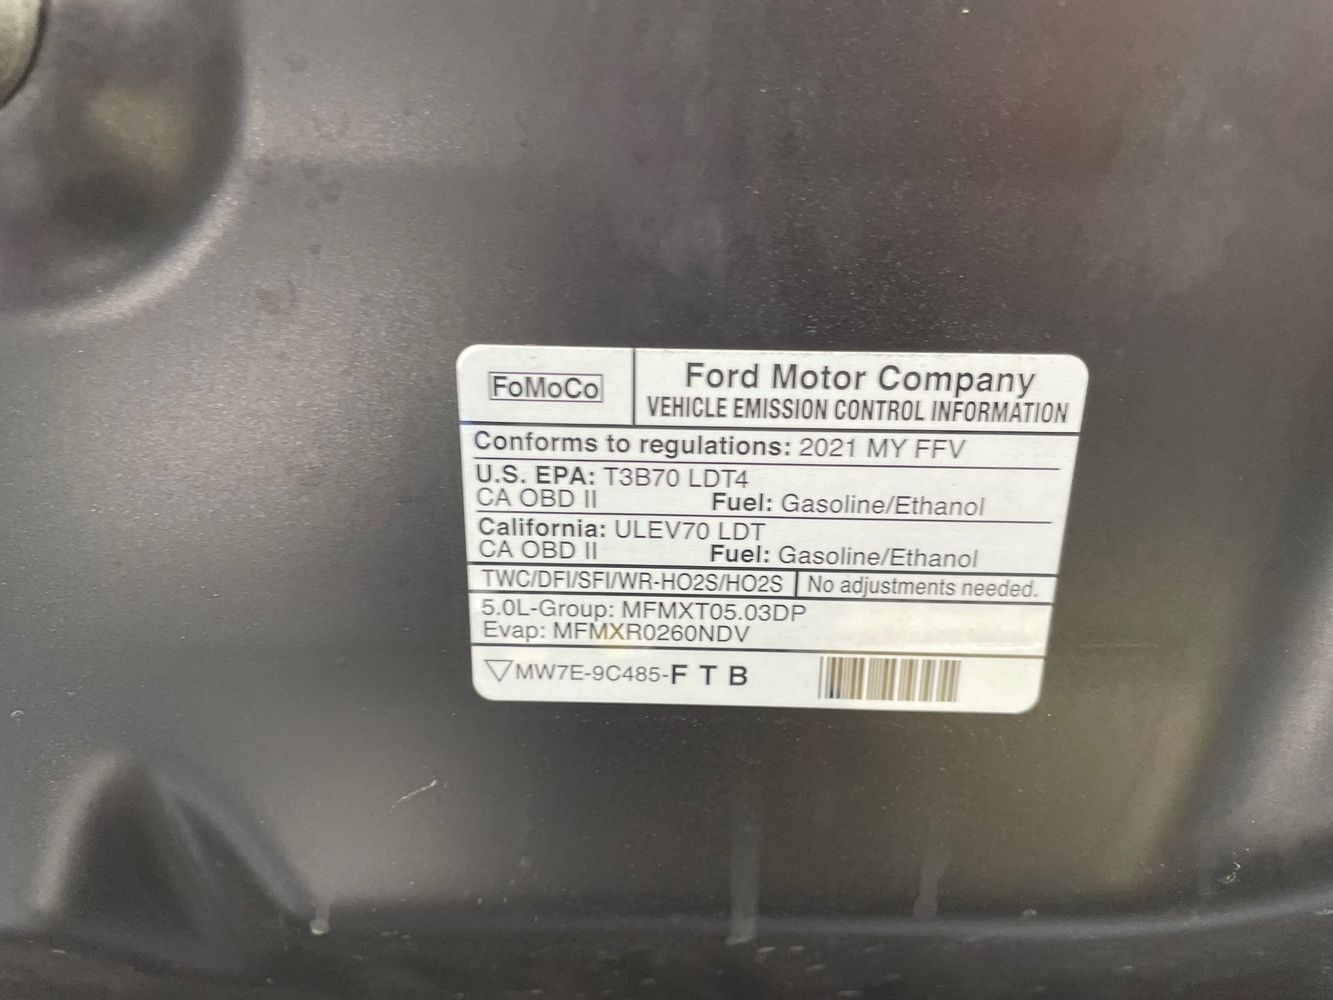 FoMoCo
Ford Motor Company
VEHICLE EMISSION CONTROL INFORMATION
Conforms to regulations: 2021 MY FFV
U.S. EPA: T3B70 LDT4
CA OBD II Fuel: Gasoline/Ethanol
California: ULEV70 LDT
CA OBD II Fuel: Gasoline/Ethanol
TWC/DFI/SFI/WR-HO2S/HO2S No adjustments needed.
5.0L-Group: MFMXT05.03DP
Evap: MFMXR0260NDV
MW7E-9C485-F T B